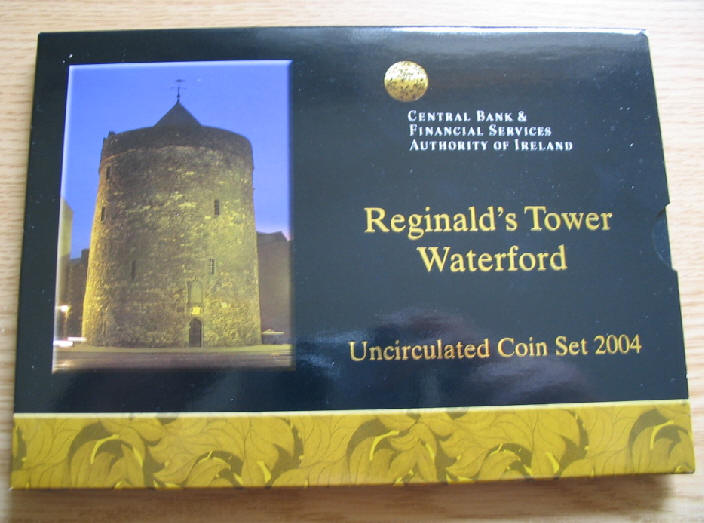 Central Bank &
Financial Services
Authority of Ireland
Reginald's Tower
Waterford
Uncirculated Coin Set 2004